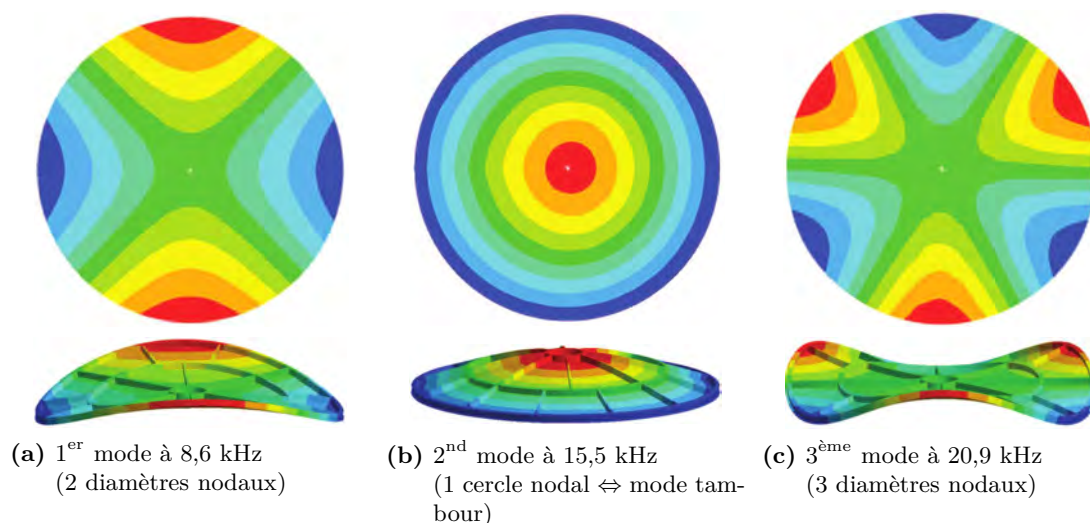 (a) 1er mode à 8,6 kHz
(2 diamètres nodaux)
(b) 2nd mode à 15,5 kHz
(1 cercle nodal ⇔ mode tam-
bour)
(c) 3ème mode à 20,9 kHz
(3 diamètres nodaux)